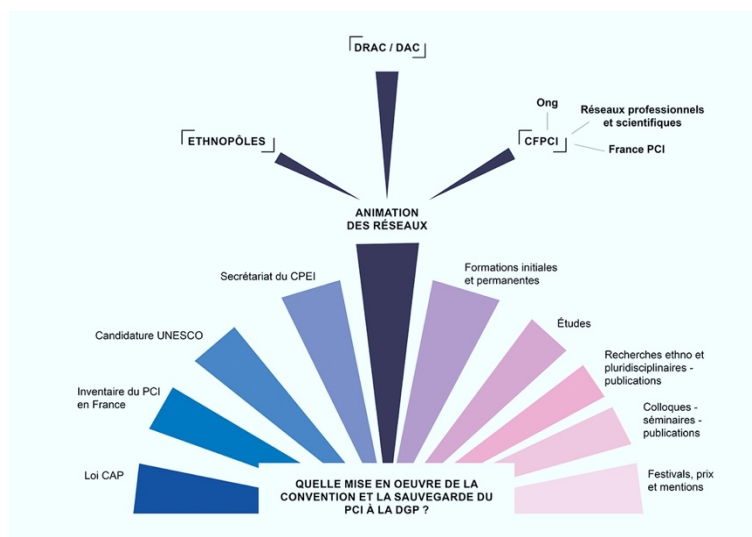 DRAC / DAC
Ong
Réseaux professionnels
et scientifiques
ETHNOPÔLES
CFPCI
France PCI
ANIMATION
DES RÉSEAUX
Secrétariat du CPEI
Formations initiales
et permanentes
Candidature UNESCO
Études
Inventaire du PCI
en France
Recherches ethno et
pluridisciplinaires -
publications
Colloques -
séminaires -
publications
Loi CAP
Festivals, prix
et mentions
QUELLE MISE EN OEUVRE DE LA
CONVENTION ET LA SAUVEGARDE DU
PCI À LA DGP ?